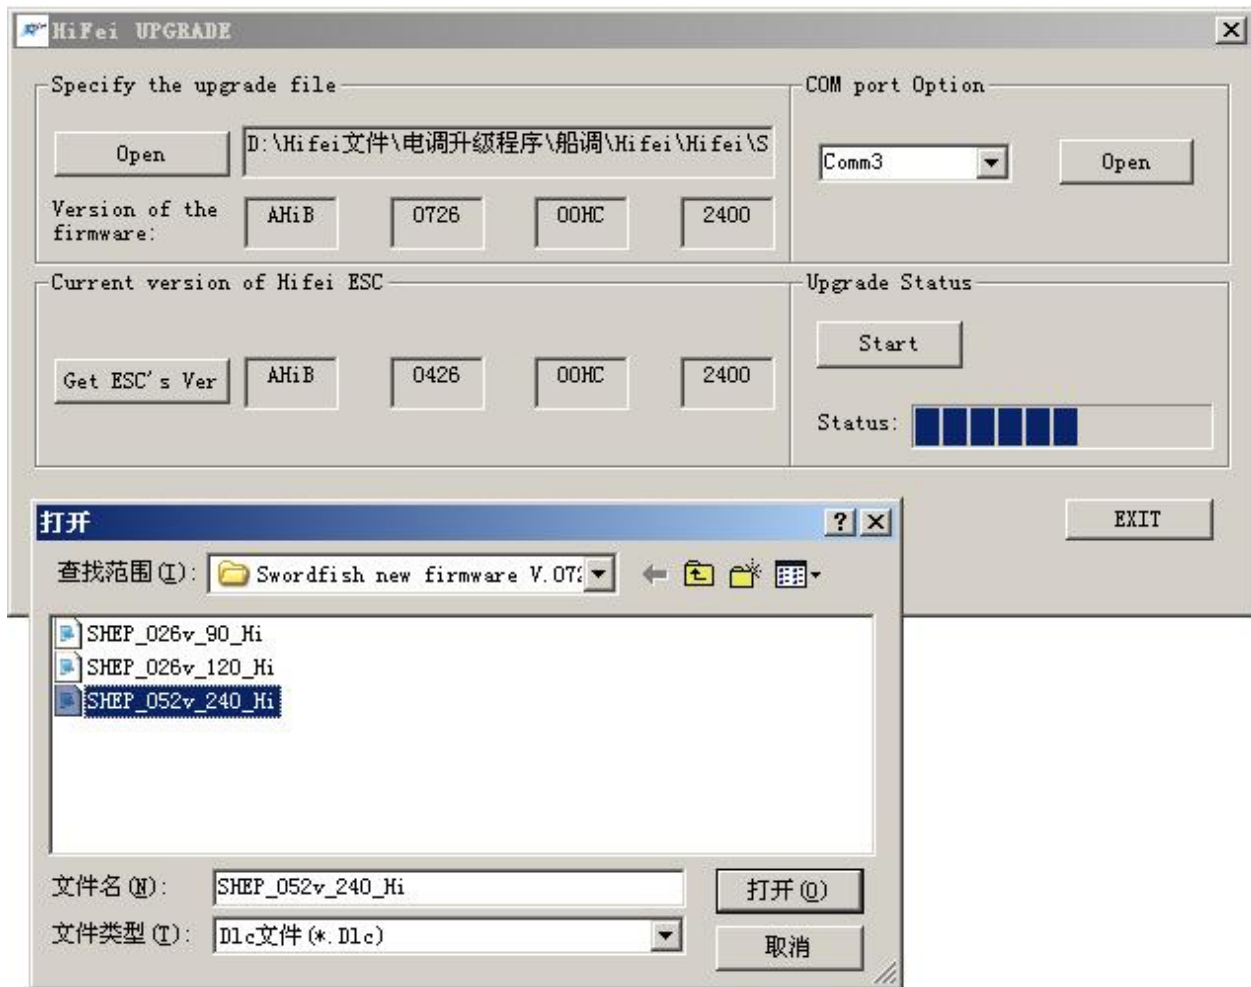 HiFei UPGRADE
Specify the upgrade file
Open
D:\Hifei文件\电调升级程序\船调\Hifei\Hifei\S
Version of the
firmware:
AHiB
0726
00HC
2400
COM port Option
Comm3
Open
Current version of Hifei ESC
Get ESC's Ver
AHiB
0426
00HC
2400
Upgrade Status
Start
Status:
EXIT
打开
查找范围(I):
Swordfish new firmware V.072
SHEP_026v_90_Hi
SHEP_026v_120_Hi
SHEP_052v_240_Hi
文件名(N):
SHEP_052v_240_Hi
打开(O)
文件类型(T):
Dlc文件(*.Dlc)
取消